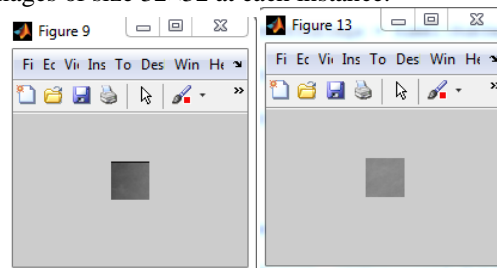 Figure 9
Figure 13
Fi Ec Vi Ins To Des Win He
Fi Ec Vi Ins To Des Win He